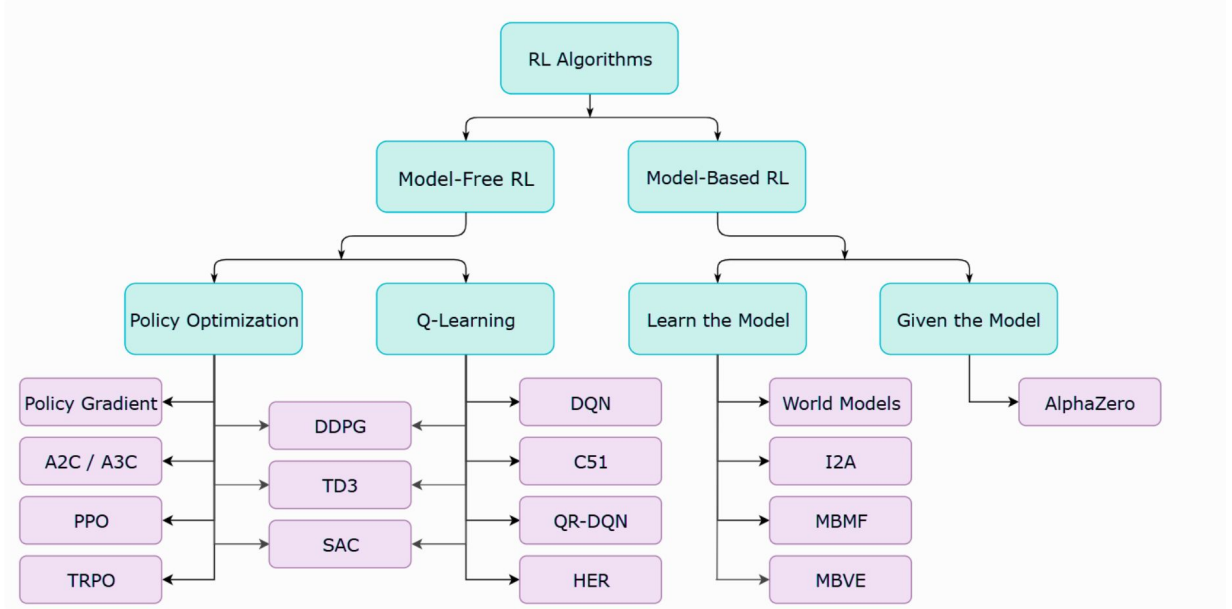 RL Algorithms
Model-Free RL
Model-Based RL
Policy Optimization
Q-Learning
Learn the Model
Given the Model
Policy Gradient
DDPG
DQN
World Models
AlphaZero
A2C / A3C
TD3
C51
I2A
PPO
SAC
QR-DQN
MBMF
TRPO
HER
MBVE